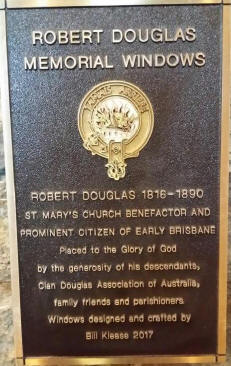 ROBERT DOUGLAS
MEMORIAL WINDOWS
ROBERT DOUGLAS 1816-1890
ST MARY'S CHURCH BENEFACTOR AND
PROMINENT CITIZEN OF EARLY BRISBANE
Placed to the Glory of God
by the generosity of his descendants,
Clan Douglas Association of Australia,
family friends and parishioners
Windows designed and crafted by
Bill Klease 2017